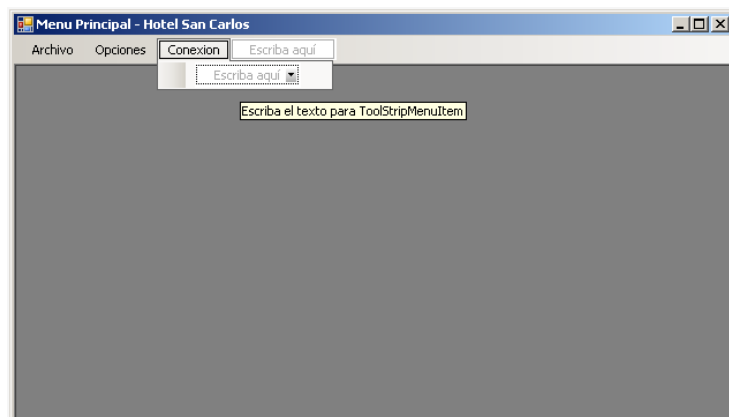 Menu Principal - Hotel San Carlos
Archivo Opciones Conexion Escriba aquí
Escriba aquí
Escriba el texto para ToolStripMenuItem